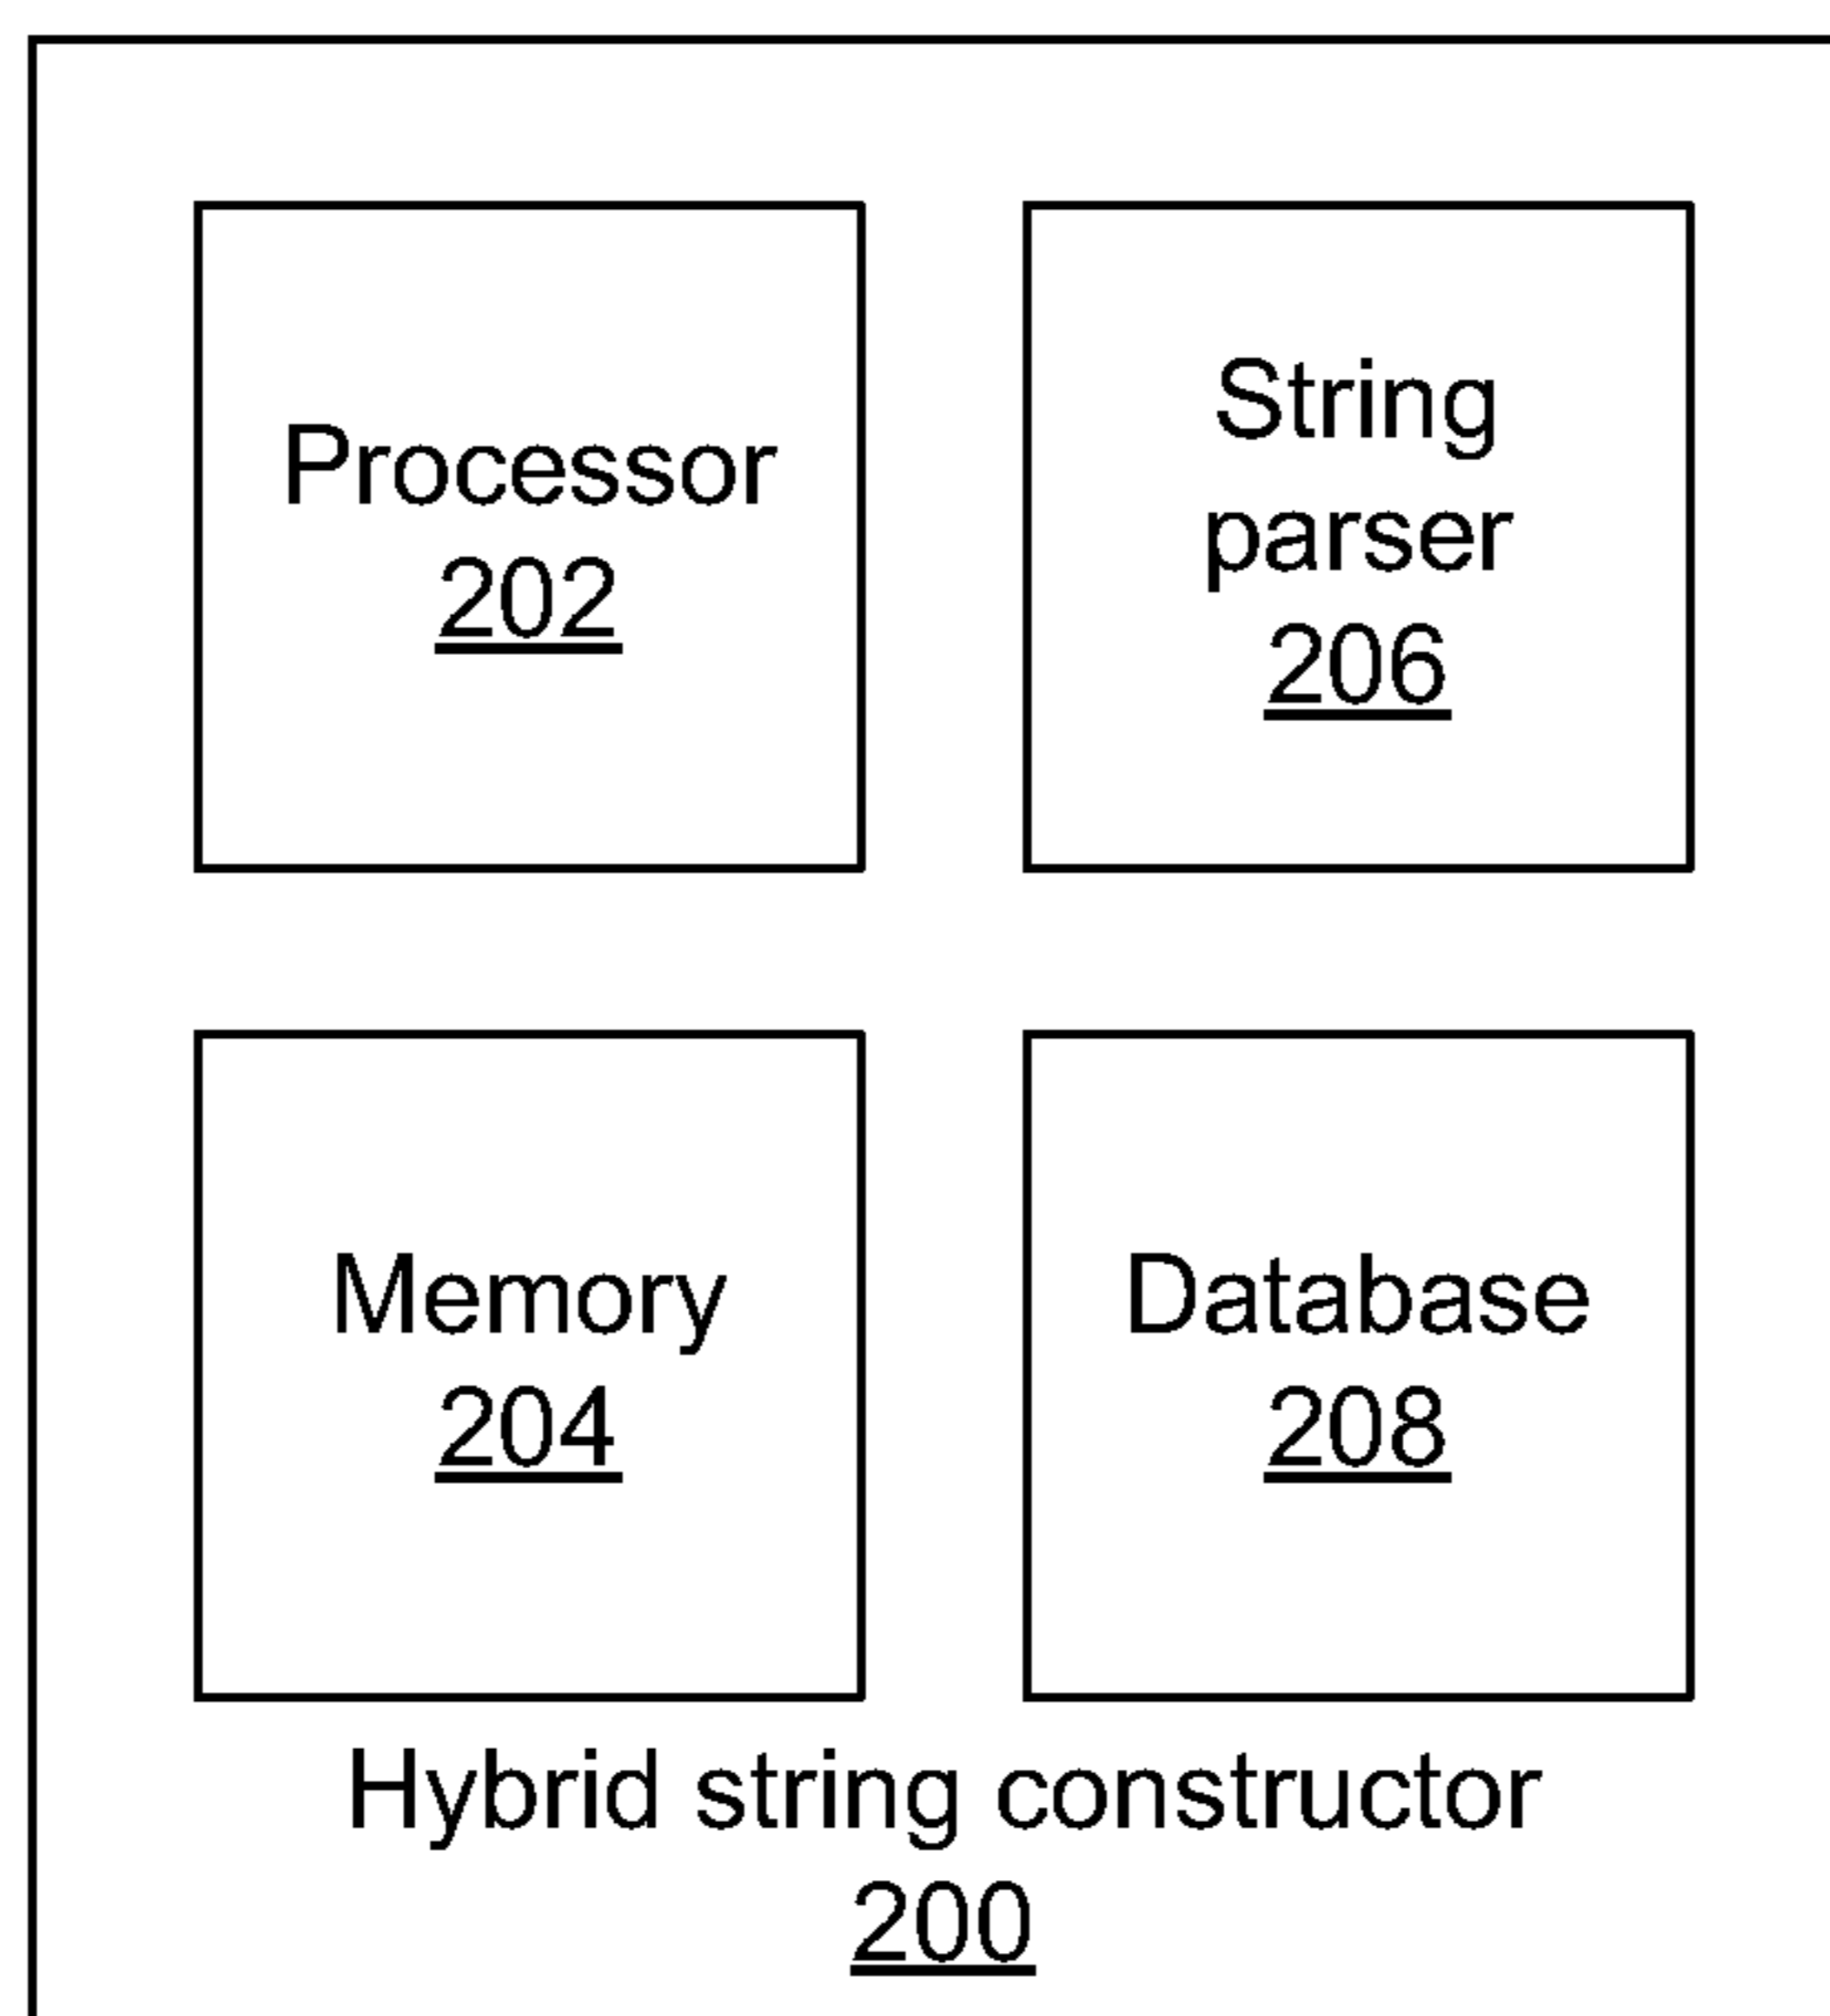 Processor
202
String
parser
206
Memory
204
Database
208
Hybrid string constructor
200